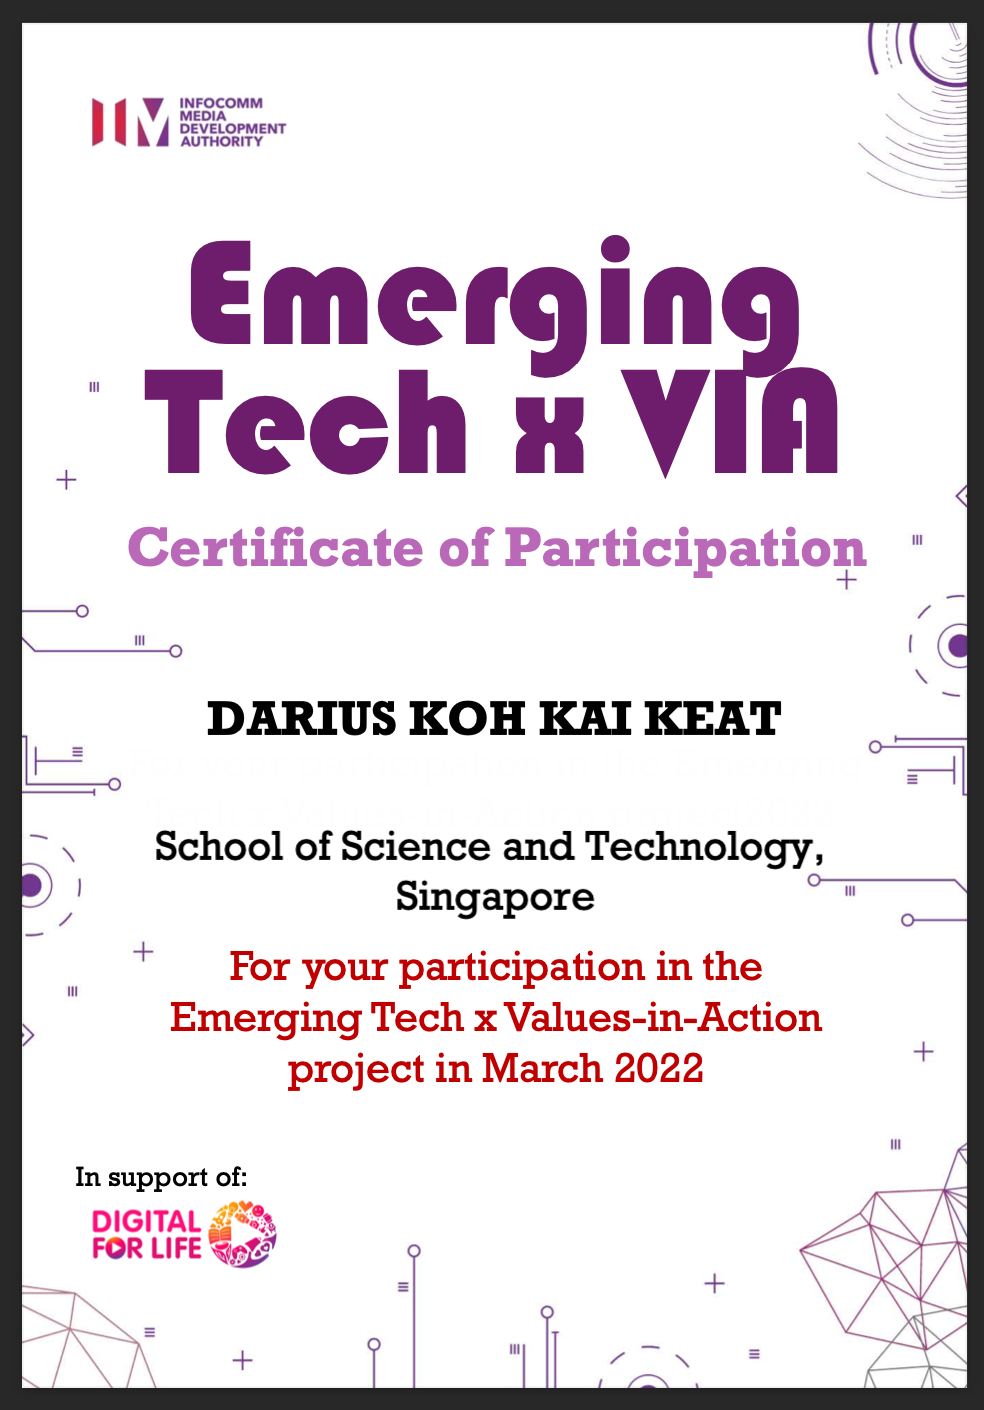 INFOCOMM
MEDIA
DEVELOPMENT
AUTHORITY
Emerging
Tech x VIA
Certificate of Participation
DARIUS KOH KAI KEAT
School of Science and Technology,
Singapore
For your participation in the
Emerging Tech x Values-in-Action
project in March 2022
In support of:
DIGITAL
FOR LIFE